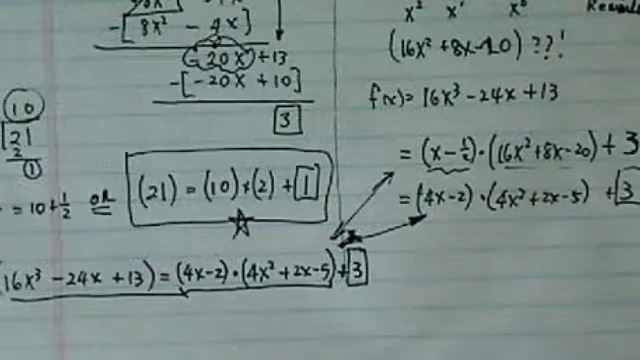 -[8x² - 4x]
(-20x)+13
-[-20x + 10]
3
10
21
2
1
= 10+½ OR
(21) = (10)×(2) + 1
(16x³ -24x +13) = (4x-2)·(4x²+2x-5)+3
x² x¹ x⁰
(16x²+8x-20)??!
f(x)= 16x³-24x+13
= (x-½)·(16x²+8x-20) + 3
= (4x-2)·(4x²+2x-5) + 3